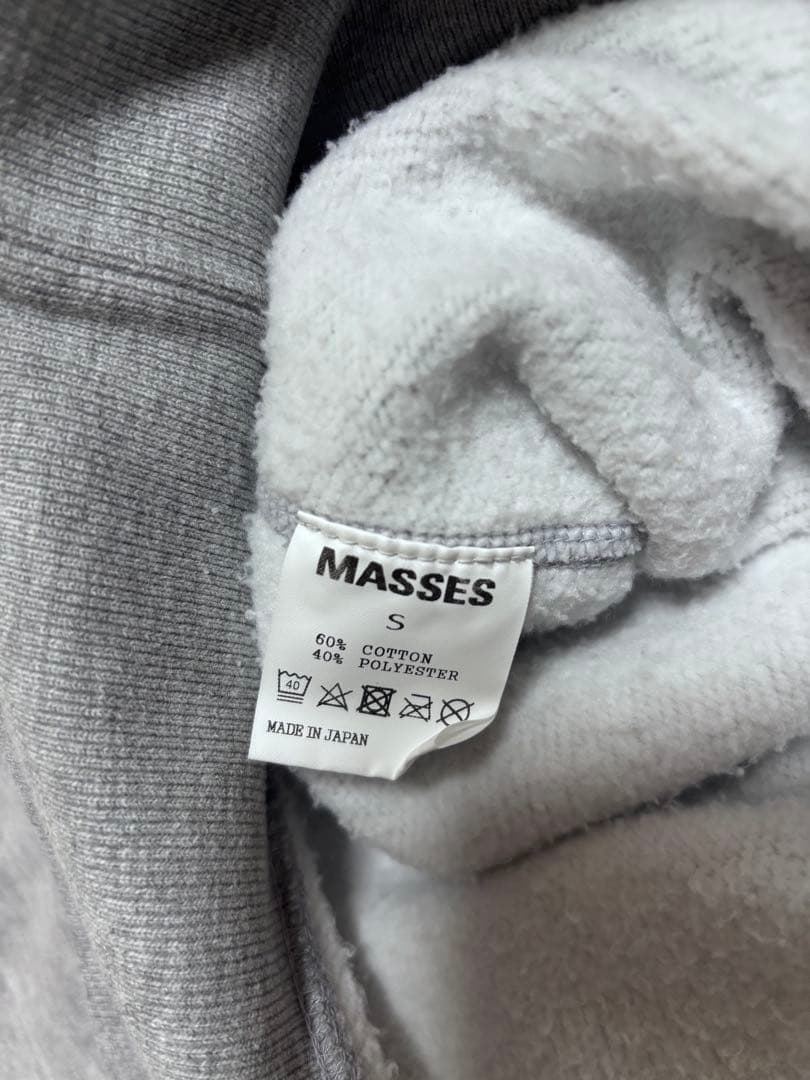 MASSES
S
60% COTTON
40% POLYESTER
40
MADE IN JAPAN